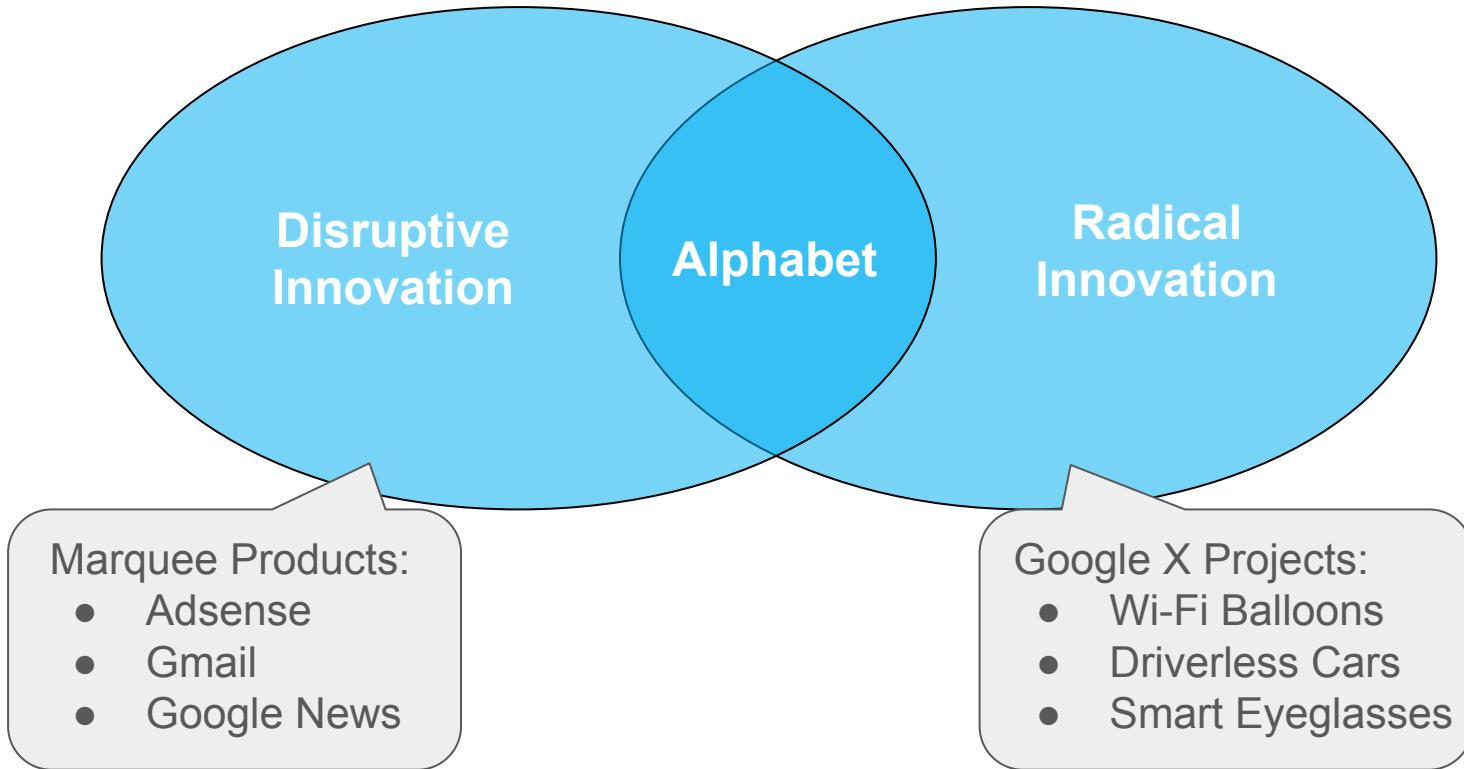 Disruptive
Innovation
Alphabet
Radical
Innovation
Marquee Products:
● Adsense
● Gmail
● Google News
Google X Projects:
● Wi-Fi Balloons
● Driverless Cars
● Smart Eyeglasses